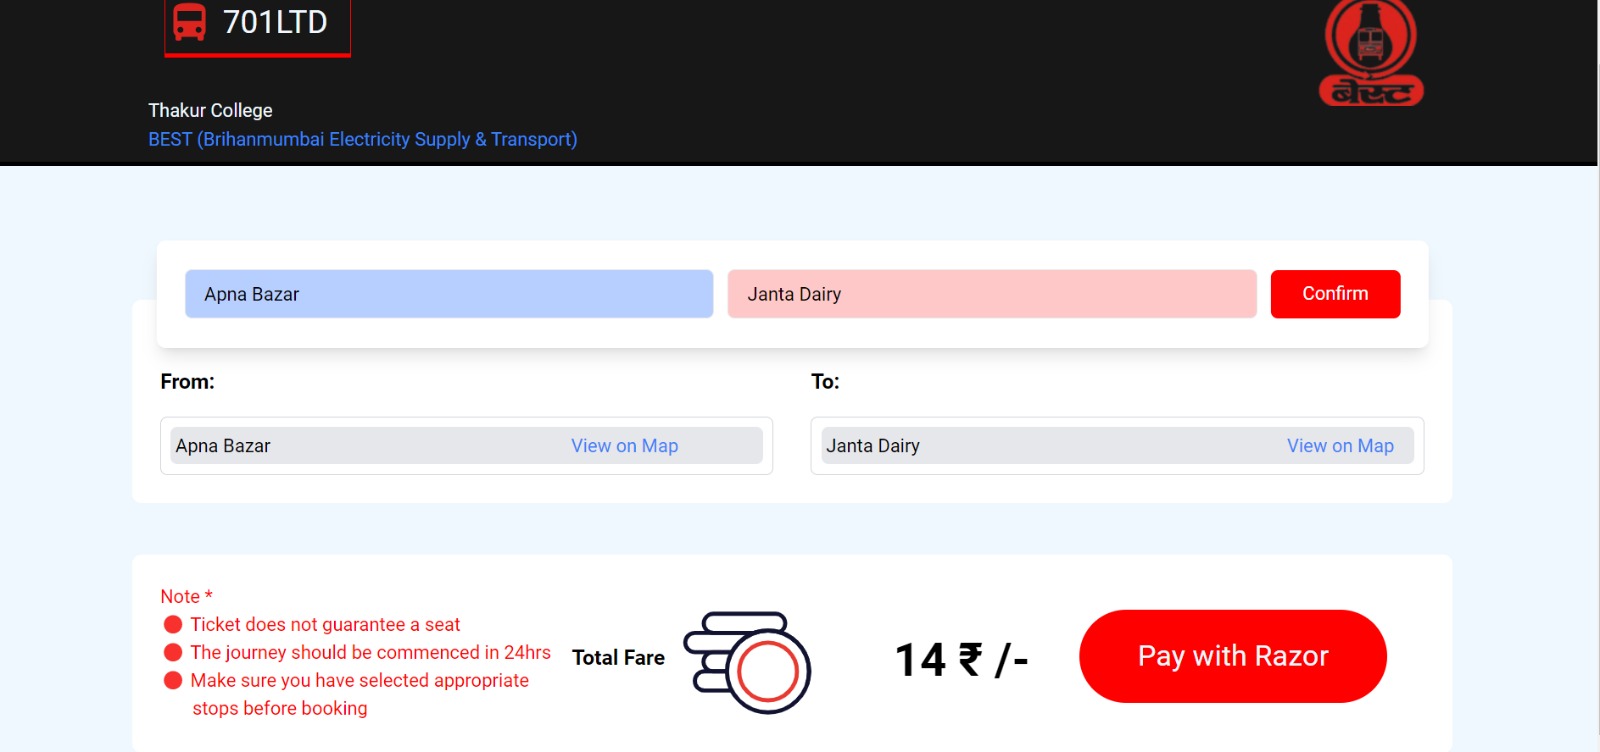 701LTD
बेस्ट
Thakur College
BEST (Brihanmumbai Electricity Supply & Transport)
Apna Bazar
Janta Dairy
Confirm
From:
To:
Apna Bazar
View on Map
Janta Dairy
View on Map
Note *
Ticket does not guarantee a seat
The journey should be commenced in 24hrs
Make sure you have selected appropriate
stops before booking
Total Fare
14 ₹ /-
Pay with Razor